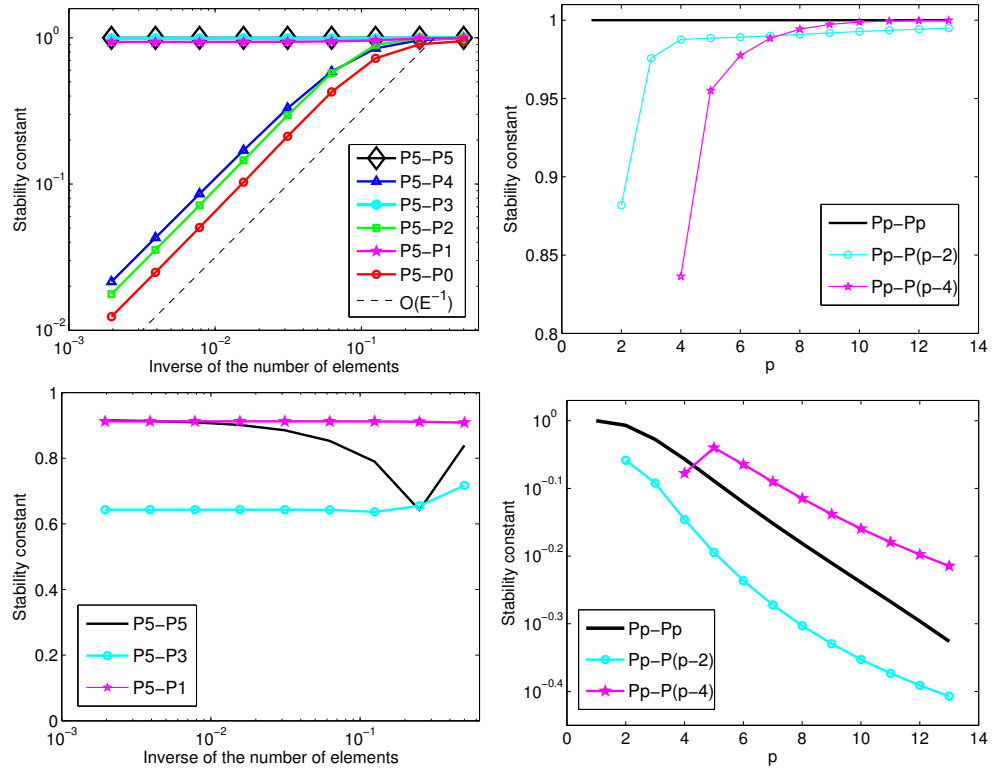 10^0
10^−1
10^−2
10^−3
10^−2
10^−1
Stability constant
Inverse of the number of elements
P5−P5
P5−P4
P5−P3
P5−P2
P5−P1
P5−P0
O(E^−1)
1
0.95
0.9
0.85
0.8
0
2
4
6
8
10
12
14
Stability constant
p
Pp−Pp
Pp−P(p−2)
Pp−P(p−4)
1
0.8
0.6
0.4
0.2
0
10^−3
10^−2
10^−1
Stability constant
Inverse of the number of elements
P5−P5
P5−P3
P5−P1
10^0
10^−0.1
10^−0.2
10^−0.3
10^−0.4
0
2
4
6
8
10
12
14
Stability constant
p
Pp−Pp
Pp−P(p−2)
Pp−P(p−4)